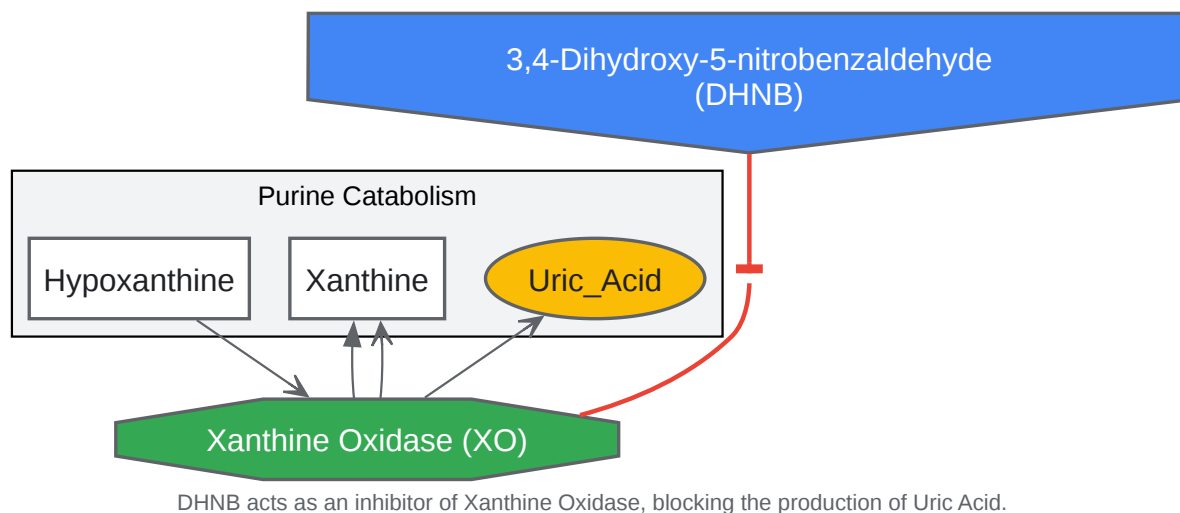 3,4-Dihydroxy-5-nitrobenzaldehyde
(DHNB)
Purine Catabolism
Hypoxanthine
Xanthine
Uric_Acid
Xanthine Oxidase (XO)
DHNB acts as an inhibitor of Xanthine Oxidase, blocking the production of Uric Acid.